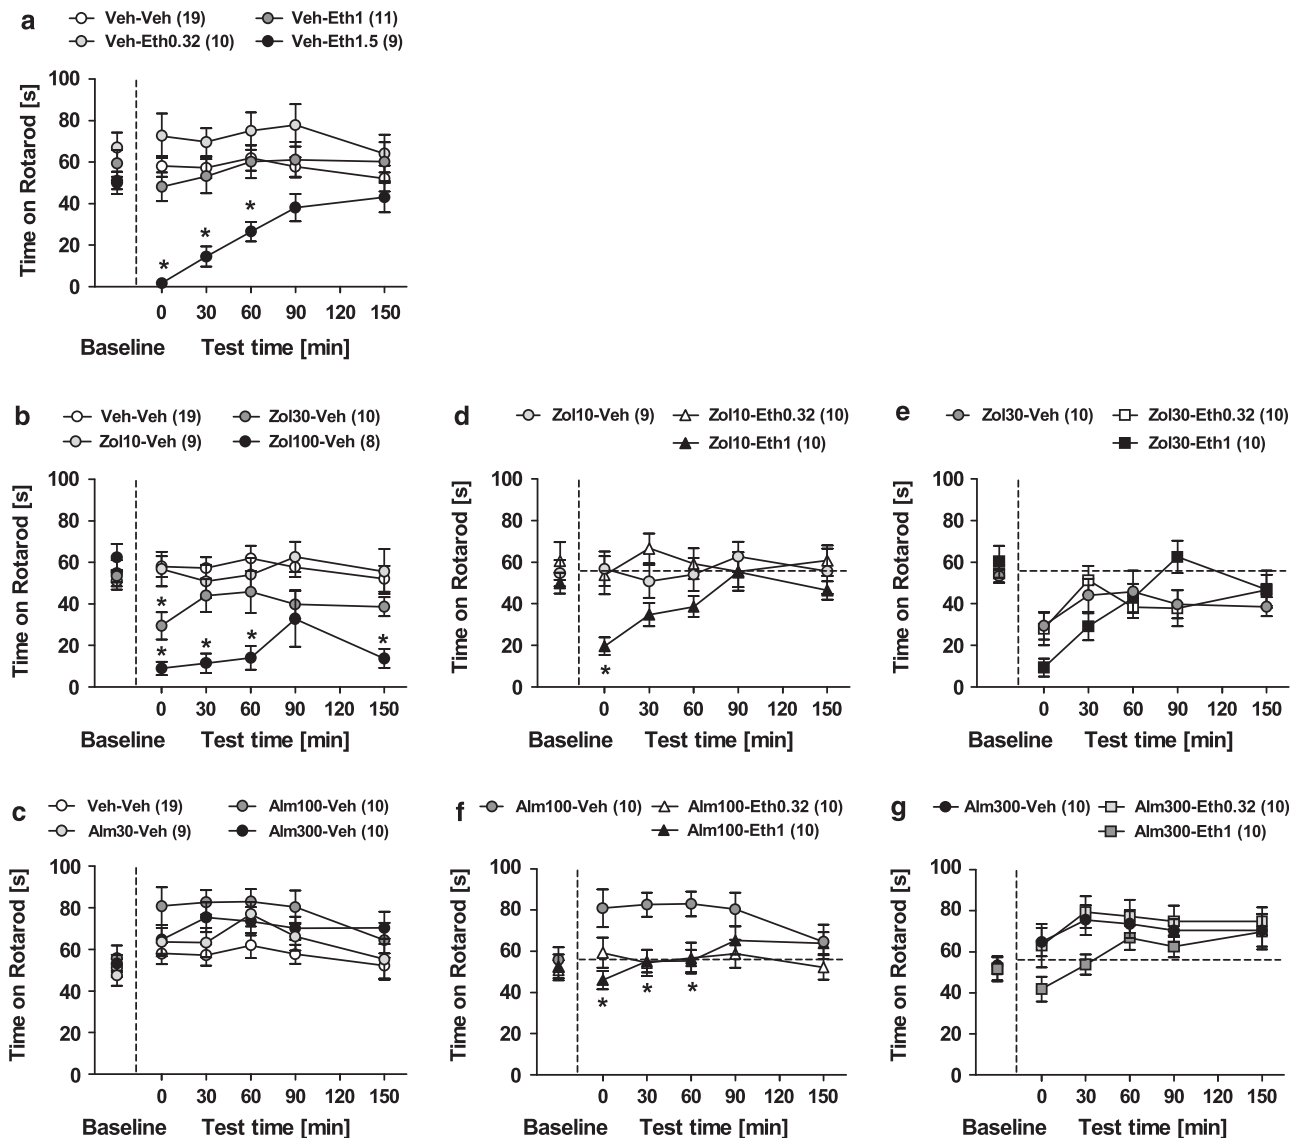 a
Veh-Veh (19)
Veh-Eth1 (11)
Veh-Eth0.32 (10)
Veh-Eth1.5 (9)
Time on Rotarod [s]
100
80
60
40
20
0
*
*
*
0 30 60 90 120 150
Baseline
Test time [min]
b
Veh-Veh (19)
Zol30-Veh (10)
Zol10-Veh (9)
Zol100-Veh (8)
Time on Rotarod [s]
100
80
60
40
20
0
*
*
*
*
*
0 30 60 90 120 150
Baseline
Test time [min]
d
Zol10-Veh (9)
Zol10-Eth0.32 (10)
Zol10-Eth1 (10)
Time on Rotarod [s]
100
80
60
40
20
0
*
0 30 60 90 120 150
Baseline
Test time [min]
e
Zol30-Veh (10)
Zol30-Eth0.32 (10)
Zol30-Eth1 (10)
Time on Rotarod [s]
100
80
60
40
20
0
0 30 60 90 120 150
Baseline
Test time [min]
c
Veh-Veh (19)
Alm100-Veh (10)
Alm30-Veh (9)
Alm300-Veh (10)
Time on Rotarod [s]
100
80
60
40
20
0
0 30 60 90 120 150
Baseline
Test time [min]
f
Alm100-Veh (10)
Alm100-Eth0.32 (10)
Alm100-Eth1 (10)
Time on Rotarod [s]
100
80
60
40
20
0
*
*
*
0 30 60 90 120 150
Baseline
Test time [min]
g
Alm300-Veh (10)
Alm300-Eth0.32 (10)
Alm300-Eth1 (10)
Time on Rotarod [s]
100
80
60
40
20
0
0 30 60 90 120 150
Baseline
Test time [min]